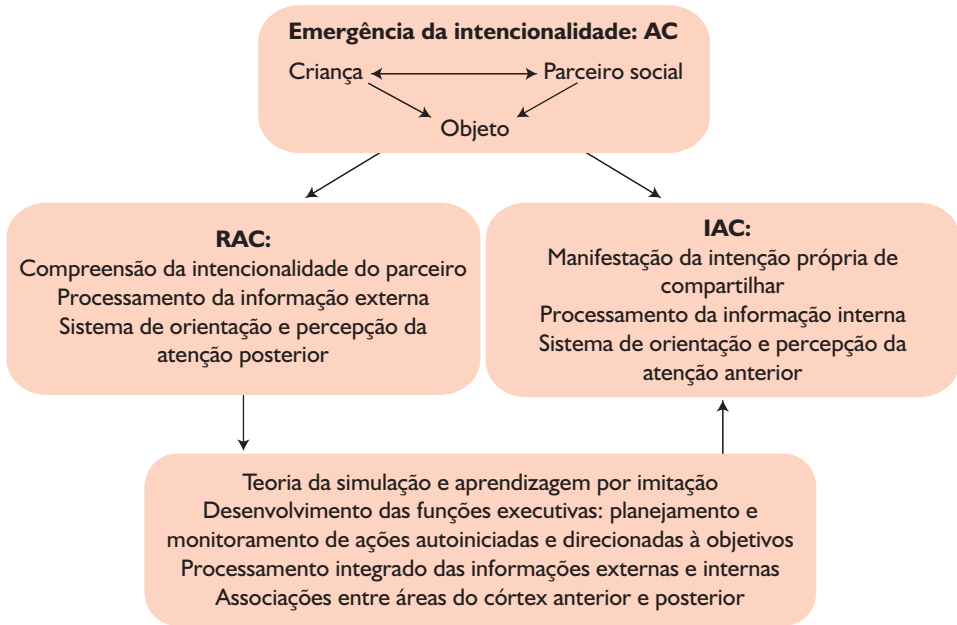 Emergência da intencionalidade: AC
Criança Parceiro social
Objeto
RAC:
Compreensão da intencionalidade do parceiro
Processamento da informação externa
Sistema de orientação e percepção da
atenção posterior
IAC:
Manifestação da intenção própria de
compartilhar
Processamento da informação interna
Sistema de orientação e percepção da
atenção anterior
Teoria da simulação e aprendizagem por imitação
Desenvolvimento das funções executivas: planejamento e
monitoramento de ações autoiniciadas e direcionadas à objetivos
Processamento integrado das informações externas e internas
Associações entre áreas do córtex anterior e posterior